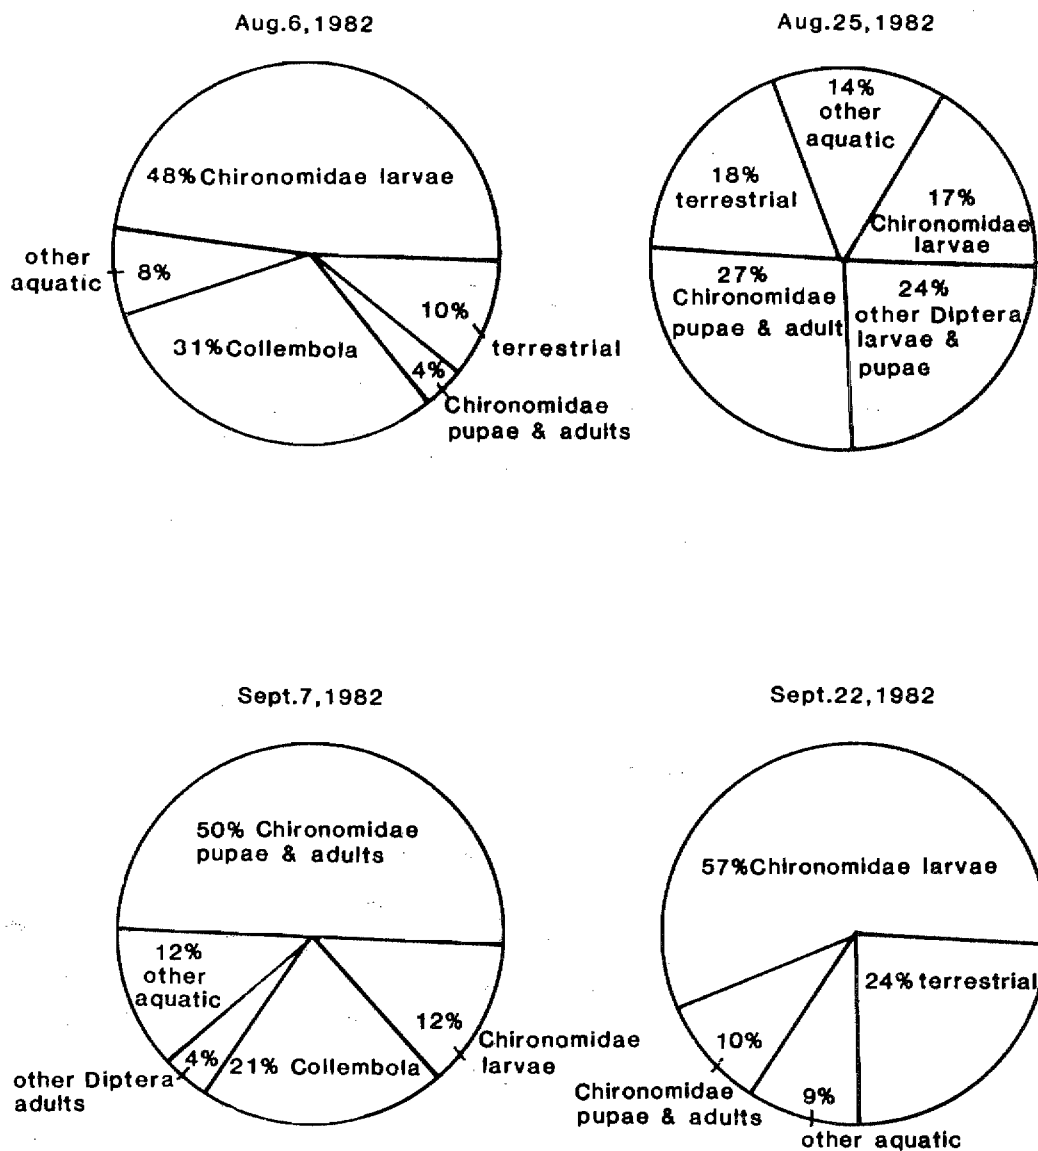 Aug.6,1982
48% Chironomidae larvae
other
aquatic
8%
31% Collembola
10%
terrestrial
4%
Chironomidae
pupae & adults
Aug.25,1982
14%
other
aquatic
18%
terrestrial
17%
Chironomidae
larvae
27%
Chironomidae
pupae & adult
24%
other Diptera
larvae &
pupae
Sept.7,1982
50% Chironomidae
pupae & adults
12%
other
aquatic
4%
other Diptera
adults
21% Collembola
12%
Chironomidae
larvae
Sept.22,1982
57% Chironomidae larvae
24% terrestrial
10%
Chironomidae
pupae & adults
9%
other aquatic